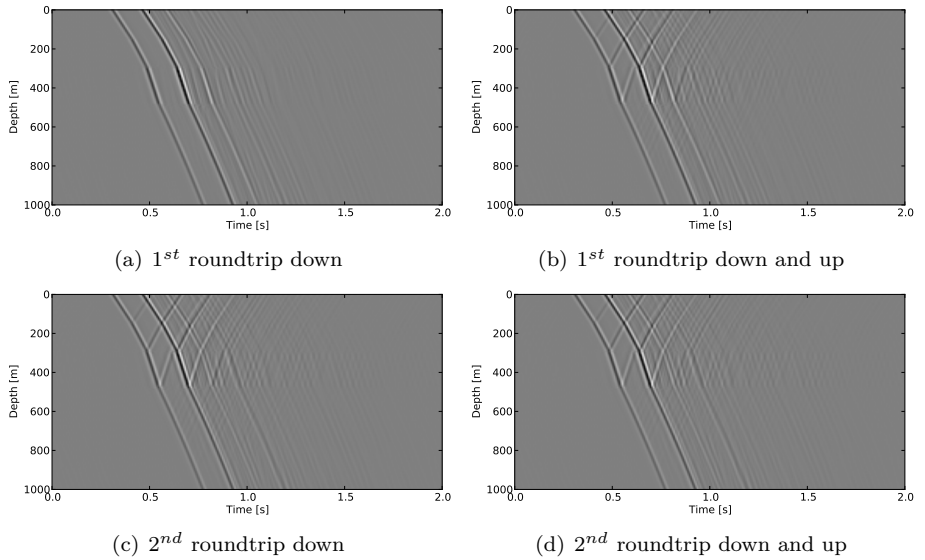 0
200
400
600
800
1000
Depth [m]
0.0 0.5 1.0 1.5 2.0
Time [s]
(a) 1st roundtrip down
0
200
400
600
800
1000
Depth [m]
0.0 0.5 1.0 1.5 2.0
Time [s]
(b) 1st roundtrip down and up
0
200
400
600
800
1000
Depth [m]
0.0 0.5 1.0 1.5 2.0
Time [s]
(c) 2nd roundtrip down
0
200
400
600
800
1000
Depth [m]
0.0 0.5 1.0 1.5 2.0
Time [s]
(d) 2nd roundtrip down and up